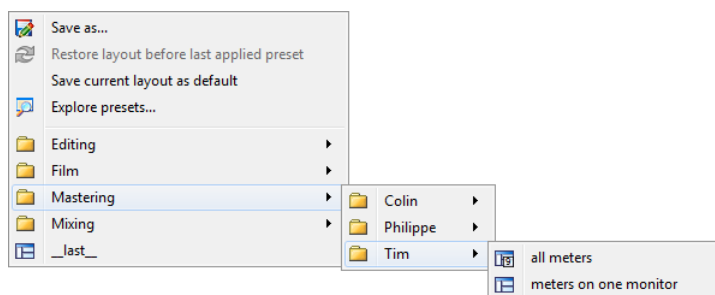 Save as...
Restore layout before last applied preset
Save current layout as default
Explore presets...
Editing
Film
Mastering
Mixing
__last__
Colin
Philippe
Tim
F5
all meters
meters on one monitor